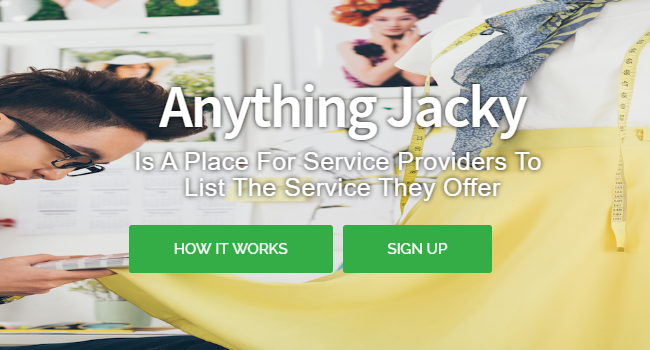 Anything Jacky
Is A Place For Service Providers To
List The Service They Offer
HOW IT WORKS
SIGN UP